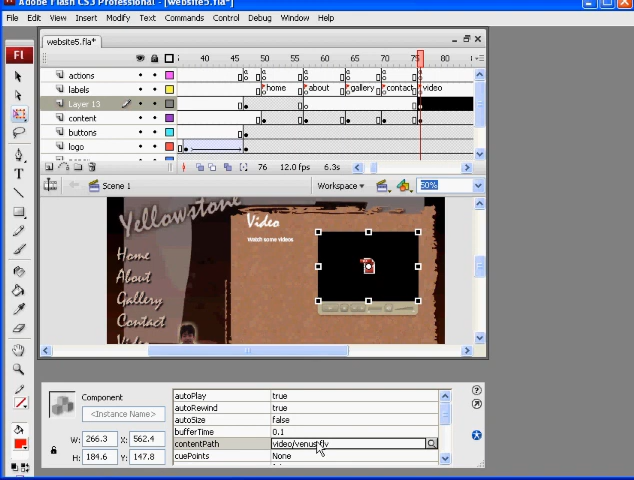 Adobe Flash CS3 Professional - [website5.fla*]
File Edit View Insert Modify Text Commands Control Debug Window Help
website5.fla*
40 45 50 55 60 65 70 75 80
actions
labels
home about gallery contact video
Layer 13
content
buttons
logo
76 12.0 fps 6.3s
Scene 1
Workspace
50%
Fl
T
Yellowstone
Home
About
Gallery
Contact
Video
Video
Watch some videos
Component
<Instance Name>
W: 266.3 X: 562.4
H: 184.6 Y: 147.8
autoPlay true
autoRewind true
autoSize false
bufferTime 0.1
contentPath video/venus.flv
cuePoints None